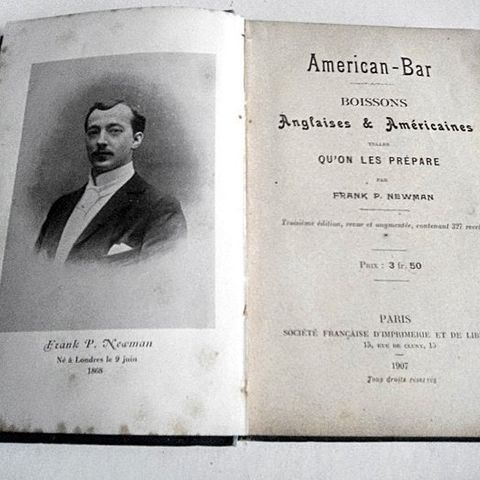 Frank P. Newman
Né à Londres le 9 juin
1868
American-Bar
BOISSONS
Anglaises & Américaines
TELLES
QU'ON LES PRÉPARE
PAR
FRANK P. NEWMAN
Troisième édition, revue et augmentée, contenant 327
PRIX : 3 fr. 50
PARIS
SOCIÉTÉ FRANÇAISE D'IMPRIMERIE ET DE
15, RUE DE CLUNY, 15
1907
Tous droits réservés